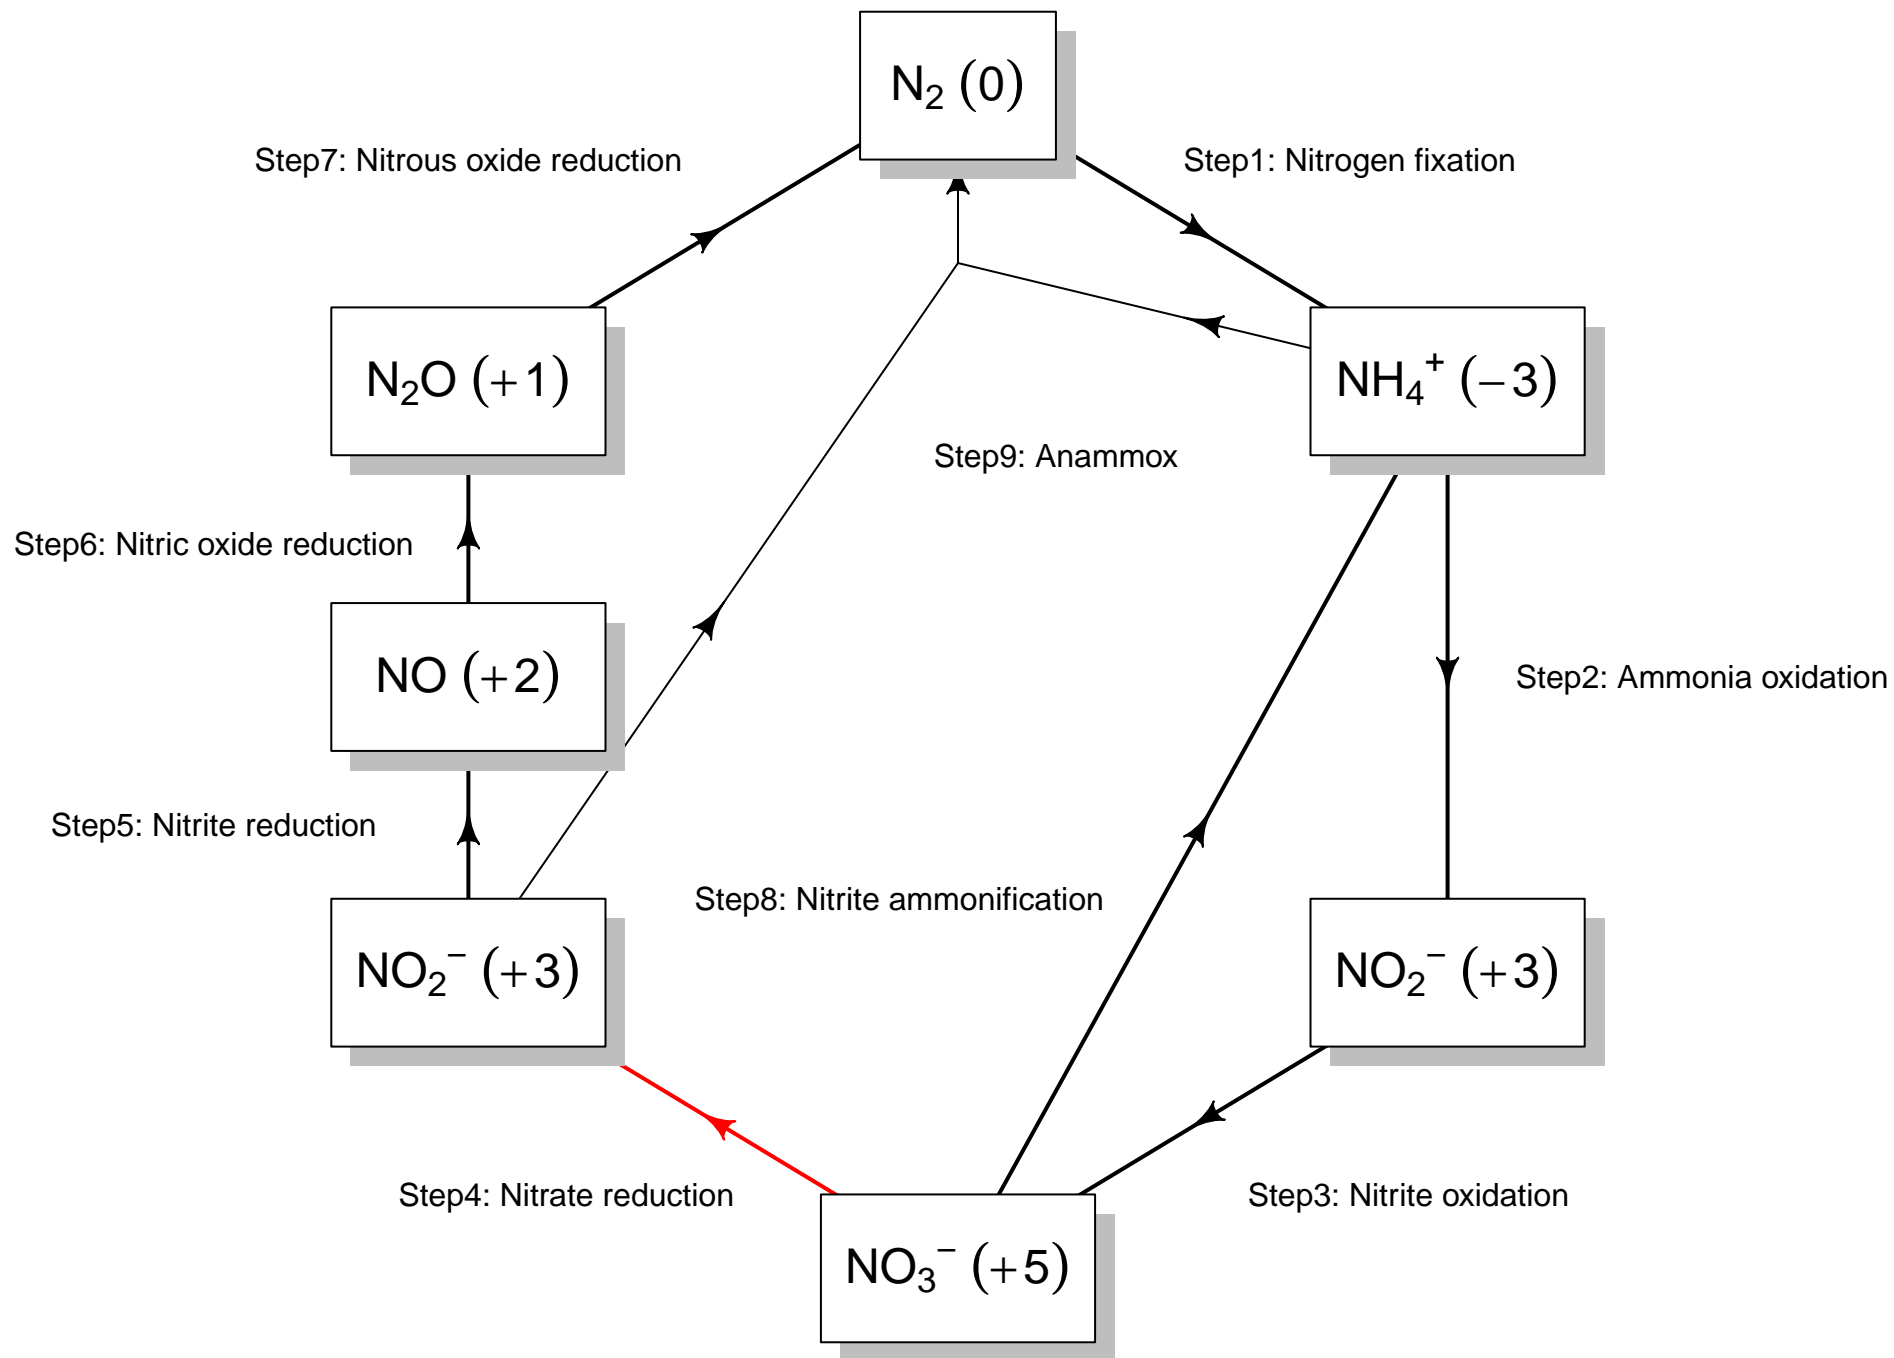 N₂ (0)
Step7: Nitrous oxide reduction
Step1: Nitrogen fixation
N₂O (+1)
NH₄⁺ (−3)
Step9: Anammox
Step6: Nitric oxide reduction
NO (+2)
Step2: Ammonia oxidation
Step5: Nitrite reduction
Step8: Nitrite ammonification
NO₂⁻ (+3)
NO₂⁻ (+3)
Step4: Nitrate reduction
Step3: Nitrite oxidation
NO₃⁻ (+5)